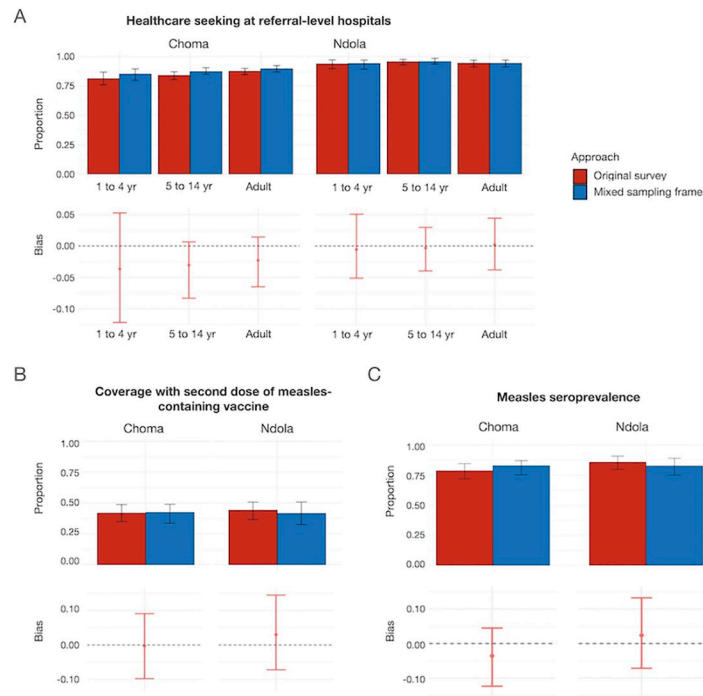 A
Healthcare seeking at referral-level hospitals
Choma
Ndola
Proportion
1.00
0.75
0.50
0.25
0.00
1 to 4 yr
5 to 14 yr
Adult
1 to 4 yr
5 to 14 yr
Adult
Approach
Original survey
Mixed sampling frame
Bias
0.05
0.00
-0.05
-0.10
1 to 4 yr
5 to 14 yr
Adult
1 to 4 yr
5 to 14 yr
Adult
B
Coverage with second dose of measles-
containing vaccine
Choma
Ndola
Proportion
1.00
0.75
0.50
0.25
0.00
Bias
0.10
0.00
-0.10
C
Measles seroprevalence
Choma
Ndola
Proportion
1.00
0.75
0.50
0.25
0.00
Bias
0.10
0.00
-0.10